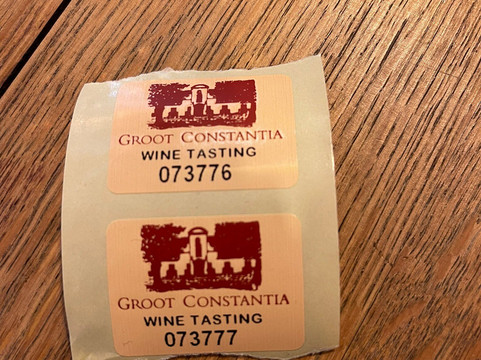 GROOT CONSTANTIA
WINE TASTING
073776
GROOT CONSTANTIA
WINE TASTING
073777